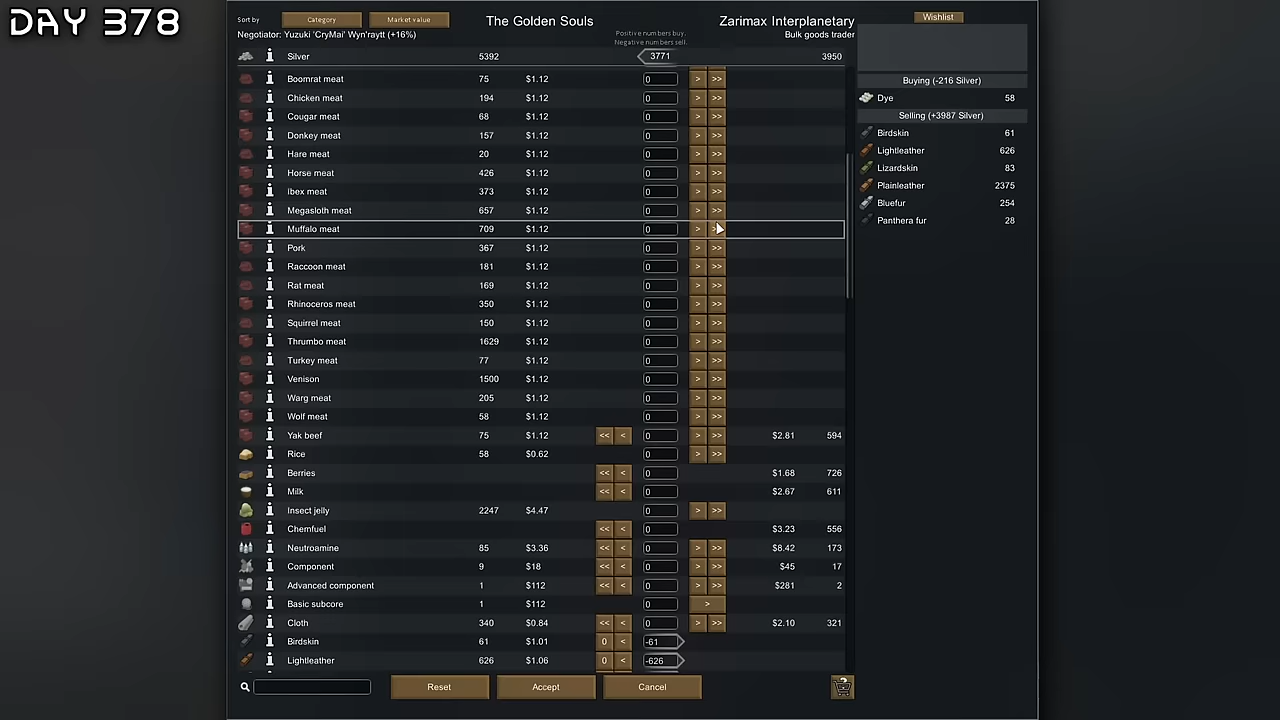 DAY 378
Sort by Category Market value The Golden Souls Zarimax Interplanetary Wishlist
Negotiator: Yuzuki 'CryMai' Wyn'raytt (+16%) Positive numbers buy. Bulk goods trader
Negative numbers sell.
Silver 5392 3771 3950
Boomrat meat 75 $1.12 0 > >>
Chicken meat 194 $1.12 0 > >>
Cougar meat 68 $1.12 0 > >>
Donkey meat 157 $1.12 0 > >>
Hare meat 20 $1.12 0 > >>
Horse meat 426 $1.12 0 > >>
Ibex meat 373 $1.12 0 > >>
Megasloth meat 657 $1.12 0 > >>
Muffalo meat 709 $1.12 0 > >>
Pork 367 $1.12 0 > >>
Raccoon meat 181 $1.12 0 > >>
Rat meat 169 $1.12 0 > >>
Rhinoceros meat 350 $1.12 0 > >>
Squirrel meat 150 $1.12 0 > >>
Thrumbo meat 1629 $1.12 0 > >>
Turkey meat 77 $1.12 0 > >>
Venison 1500 $1.12 0 > >>
Warg meat 205 $1.12 0 > >>
Wolf meat 58 $1.12 0 > >>
Yak beef 75 $1.12 << < 0 > >> $2.81 594
Rice 58 $0.62 0 > >>
Berries << < 0 $1.68 726
Milk << < 0 $2.67 611
Insect jelly 2247 $4.47 0 > >>
Chemfuel << < 0 $3.23 556
Neutroamine 85 $3.36 << < 0 > >> $8.42 173
Component 9 $18 << < 0 > >> $45 17
Advanced component 1 $112 << < 0 > >> $281 2
Basic subcore 1 $112 0 >
Cloth 340 $0.84 << < 0 > >> $2.10 321
Birdskin 61 $1.01 0 < -61
Lightleather 626 $1.06 0 < -626
Reset Accept Cancel
Buying (-216 Silver)
Dye 58
Selling (+3987 Silver)
Birdskin 61
Lightleather 626
Lizardskin 83
Plainleather 2375
Bluefur 254
Panthera fur 28